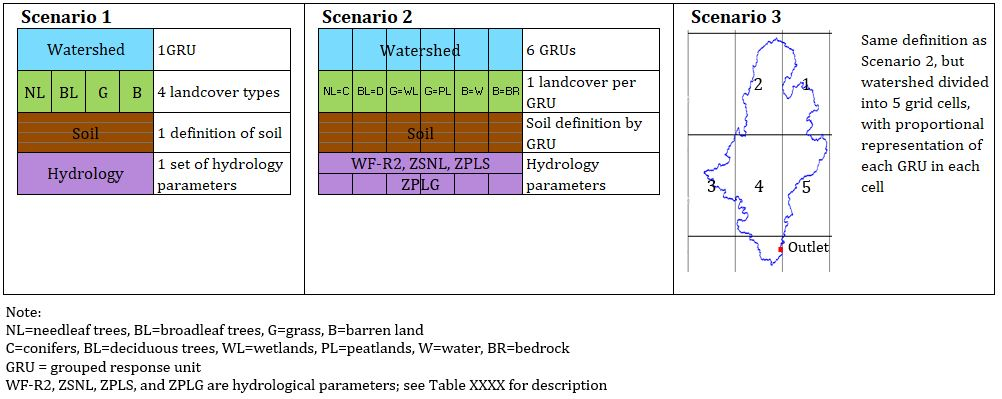 Scenario 1
Watershed
1GRU
NL BL G B
4 landcover types
Soil
1 definition of soil
Hydrology
1 set of hydrology
parameters
Scenario 2
Watershed
6 GRUs
NL=C BL=D G=WL G=PL B=W B=BR
1 landcover per
GRU
Soil
Soil definition by
GRU
WF-R2, ZSNL, ZPLS
ZPLG
Hydrology
parameters
Scenario 3
2
1
3
4
5
Outlet
Same definition as
Scenario 2, but
watershed divided
into 5 grid cells,
with proportional
representation of
each GRU in each
cell
Note:
NL=needleaf trees, BL=broadleaf trees, G=grass, B=barren land
C=conifers, BL=deciduous trees, WL=wetlands, PL=peatlands, W=water, BR=bedrock
GRU = grouped response unit
WF-R2, ZSNL, ZPLS, and ZPLG are hydrological parameters; see Table XXXX for description